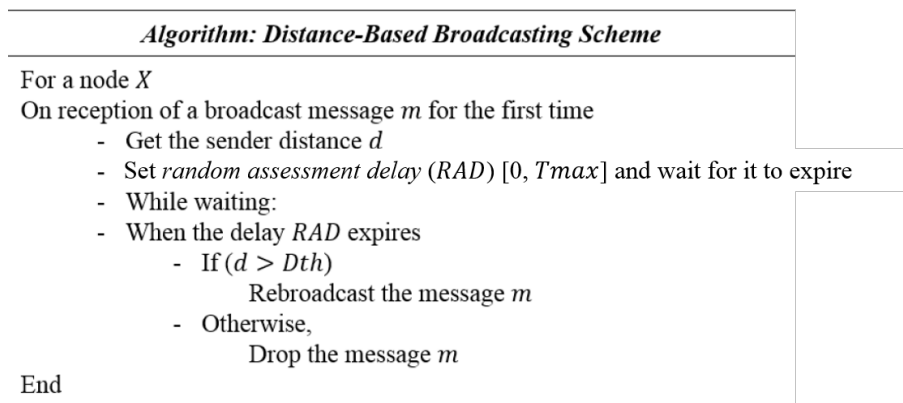 Algorithm: Distance-Based Broadcasting Scheme
For a node X
On reception of a broadcast message m for the first time
- Get the sender distance d
- Set random assessment delay (RAD) [0, Tmax] and wait for it to expire
- While waiting:
- When the delay RAD expires
- If (d > Dth)
Rebroadcast the message m
- Otherwise,
Drop the message m
End